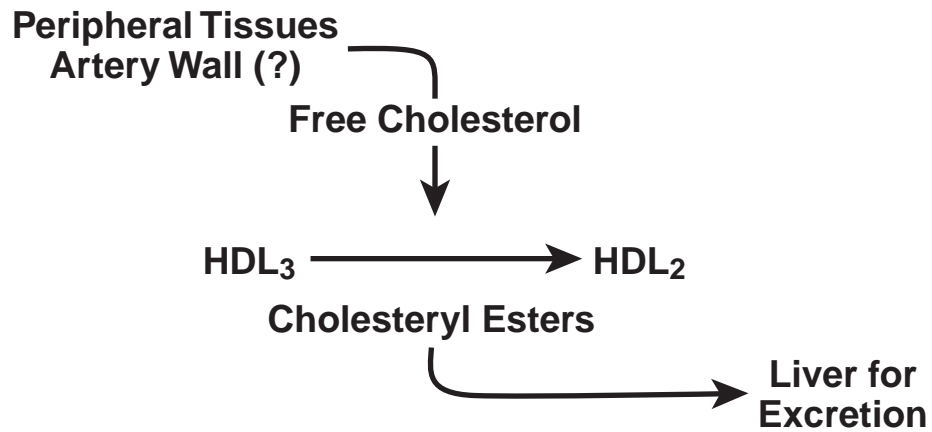 Peripheral Tissues
Artery Wall (?)
Free Cholesterol
HDL₃
HDL₂
Cholesteryl Esters
Liver for
Excretion